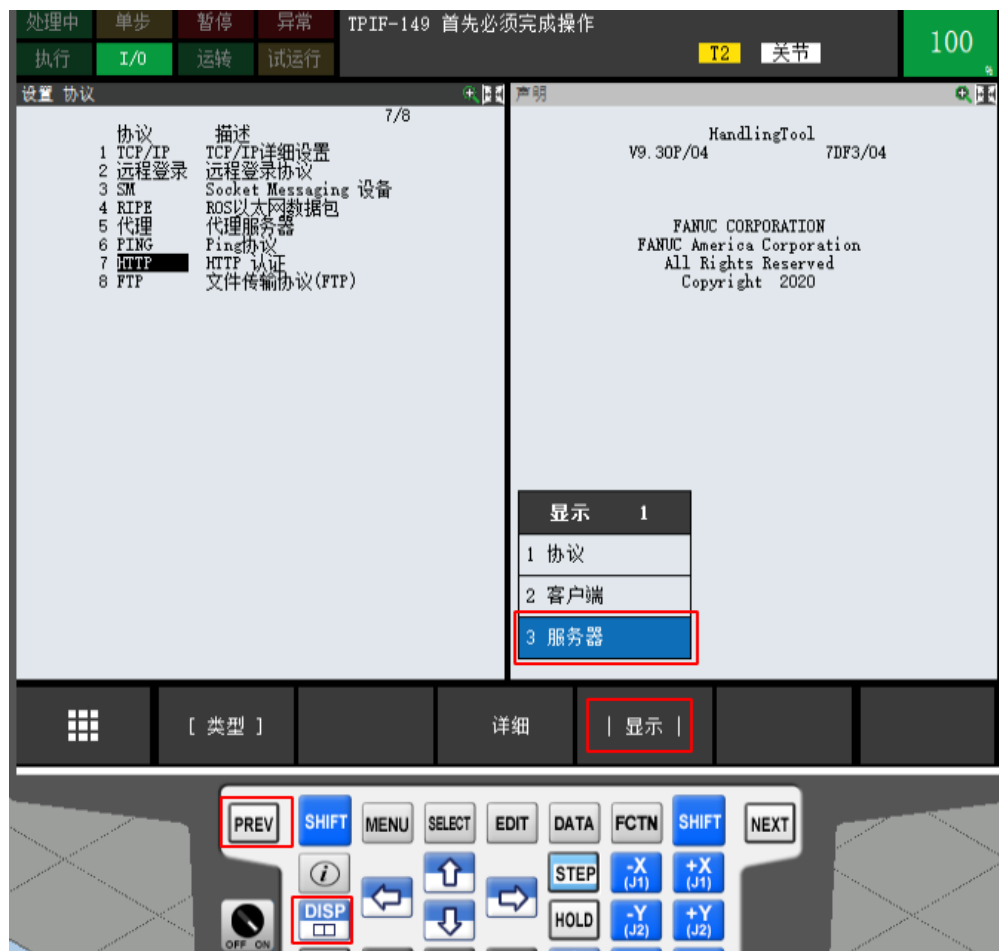 处理中 单步 暂停 异常 TPIF-149 首先必须完成操作
执行 I/O 运转 试运行 T2 关节 100 %
设置 协议
7/8
协议 描述
1 TCP/IP TCP/IP详细设置
2 远程登录 远程登录协议
3 SM Socket Messaging 设备
4 RIPE ROS以太网数据包
5 代理 代理服务器
6 PING Ping协议
7 HTTP HTTP 认证
8 FTP 文件传输协议(FTP)
声明
HandlingTool
V9.30P/04 7DF3/04
FANUC CORPORATION
FANUC America Corporation
All Rights Reserved
Copyright 2020
显示 1
1 协议
2 客户端
3 服务器
[ 类型 ] 详细 | 显示 |
PREV SHIFT MENU SELECT EDIT DATA FCTN SHIFT NEXT
i STEP -X (J1) +X (J1)
DISP HOLD -Y (J2) +Y (J2)
OFF ON